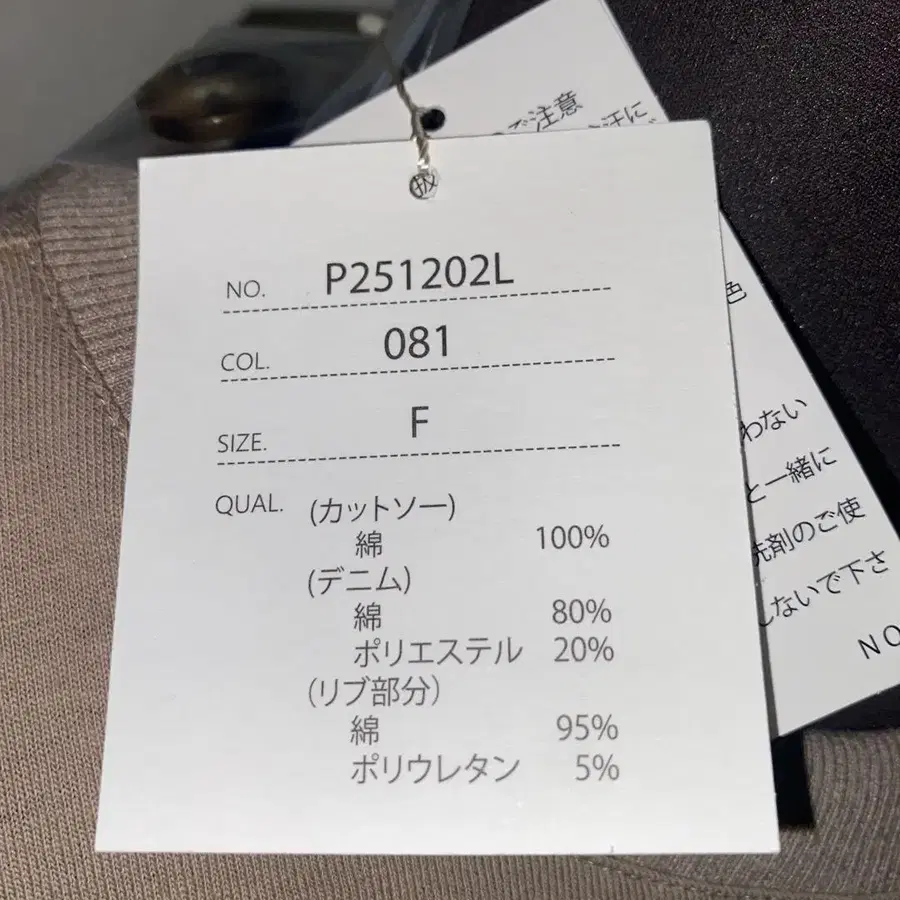 扱
NO. P251202L
COL. 081
SIZE. F
QUAL. (カットソー)
綿 100%
(デニム)
綿 80%
ポリエステル 20%
(リブ部分)
綿 95%
ポリウレタン 5%
ご注意
汗に
色
わない
と一緒に
洗剤のご使
しないで下さ
NO